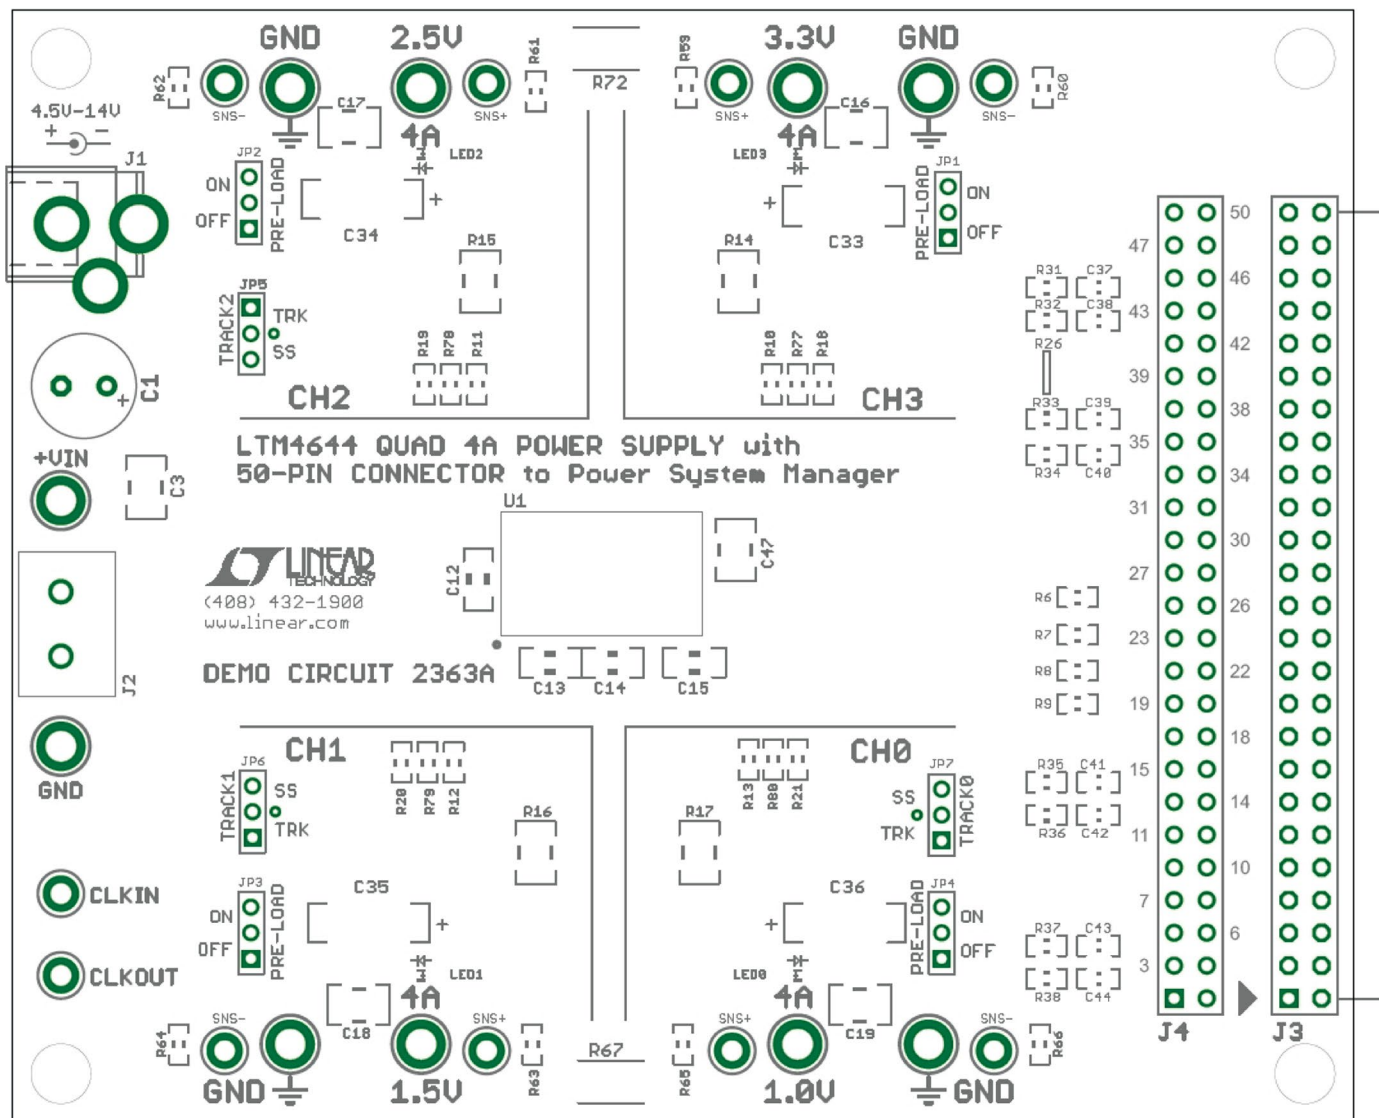 GND 2.5V 3.3V GND
R62 R61 R72 R59 R60
4.5V-14V
+ -
SNS- C17 SNS+ SNS+ C16 SNS-
4A 4A
J1 JP2 LED2 LED3 JP1
ON ON
OFF OFF
PRE-LOAD + + PRE-LOAD
C34 R15 R14 C33
50
47
46
43
42
39
38
35
34
31
30
27
26
23
22
19
18
15
14
11
10
7
6
3
JP5
TRACK2
TRK
SS
R19 R78 R11 R10 R77 R18
R31 C37
R32 C38
R26
R33 C39
R34 C40
C1
+
CH2 CH3
LTM4644 QUAD 4A POWER SUPPLY with
50-PIN CONNECTOR to Power System Manager
+VIN
C3
U1
LINEAR
TECHNOLOGY
(408) 432-1900
www.linear.com
C12 C47
R6
R7
R8
R9
DEMO CIRCUIT 2363A
C13 C14 C15
J2
GND
CH1 CH0
JP6 JP7
TRACK1 SS SS TRACK0
TRK TRK
R20 R79 R12 R13 R80 R21
R16 R17
R35 C41
R36 C42
CLKIN
JP3 C35 C36 JP4
ON ON
OFF OFF
PRE-LOAD + + PRE-LOAD
CLKOUT
LED1 LED0
4A 4A
R37 C43
R38 C44
SNS- C18 SNS+ SNS+ C19 SNS-
R64 R63 R67 R65 R66
GND 1.5V 1.0V GND
J4 J3